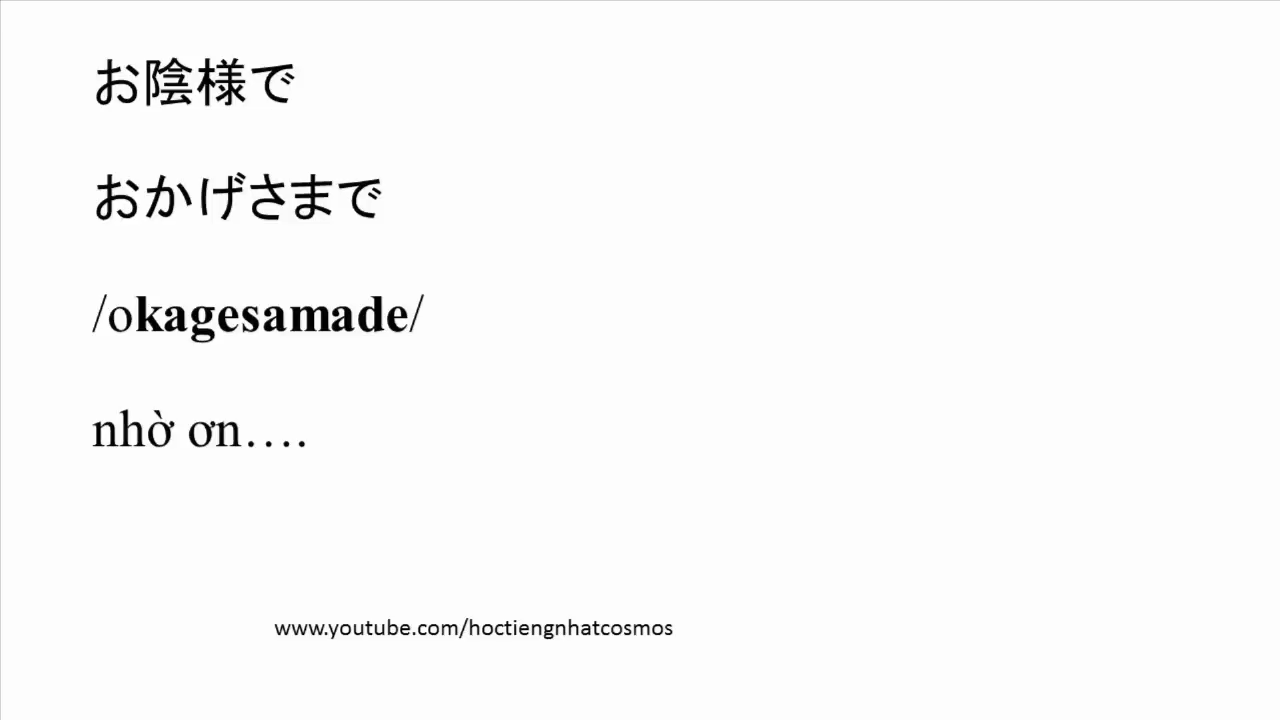 お陰様で
おかげさまで
/okagesamade/
nhờ ơn….
www.youtube.com/hoctiengnhatcosmos